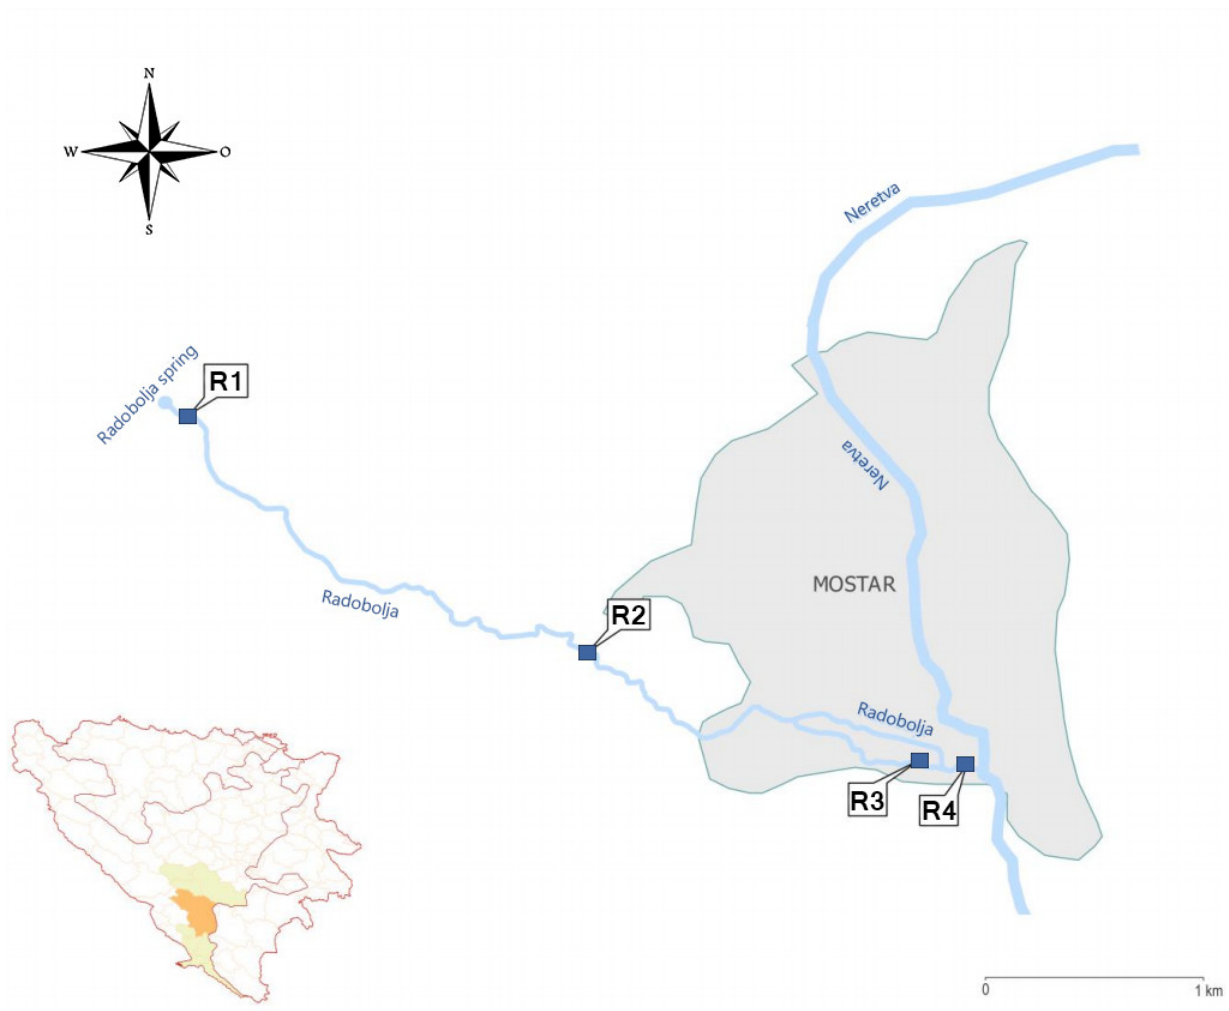 N
W
O
S
Neretva
Radobolja spring
R1
Neretva
MOSTAR
Radobolja
R2
Radobolja
R3
R4
0
1 km